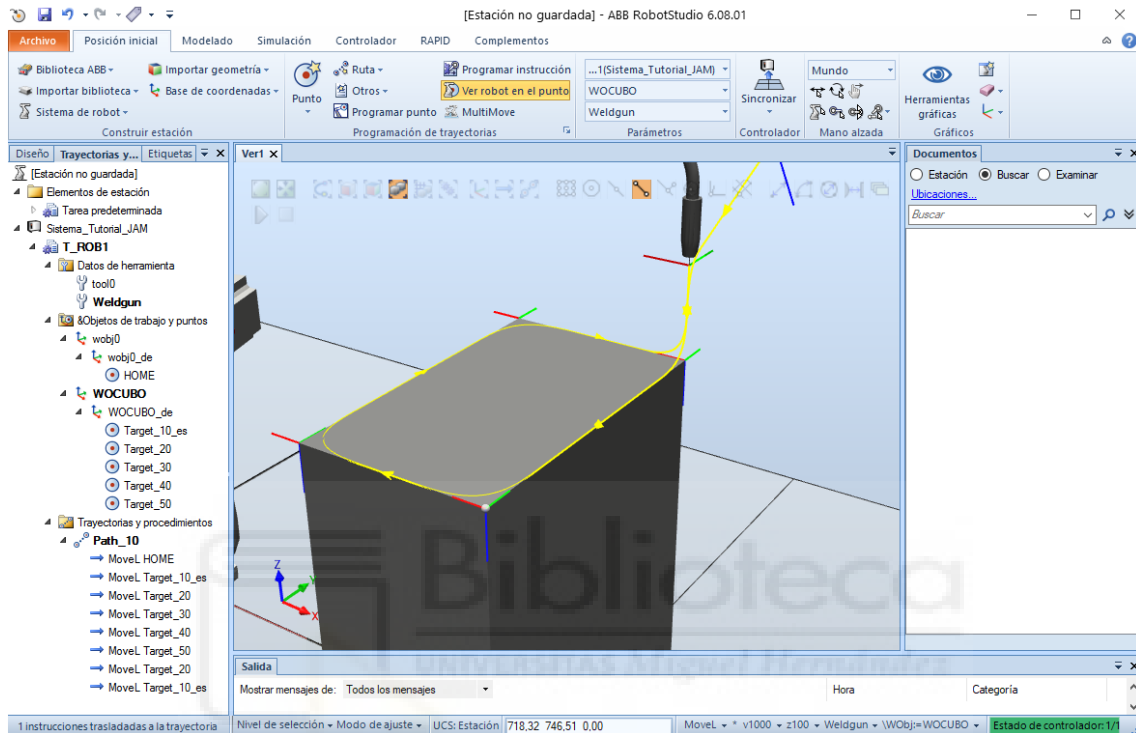 [Estación no guardada] - ABB RobotStudio 6.08.01
Archivo Posición inicial Modelado Simulación Controlador RAPID Complementos
Biblioteca ABB Importar geometría Ruta Programar instrucción ...1(Sistema_Tutorial_JAM) Mundo
Importar biblioteca Base de coordenadas Punto Otros Ver robot en el punto WOCUBO Sincronizar Herramientas gráficas
Sistema de robot Programar punto MultiMove Weldgun
Construir estación Programación de trayectorias Parámetros Controlador Mano alzada Gráficos
Diseño Trayectorias y... Etiquetas Ver1 Documentos
[Estación no guardada] Estación Buscar Examinar
Elementos de estación Ubicaciones...
Tarea predeterminada Buscar
Sistema_Tutorial_JAM
T_ROB1
Datos de herramienta
tool0
Weldgun
&Objetos de trabajo y puntos
wobj0
wobj0_de
HOME
WOCUBO
WOCUBO_de
Target_10_es
Target_20
Target_30
Target_40
Target_50
Trayectorias y procedimientos
Path_10
MoveL HOME
MoveL Target_10_es
MoveL Target_20
MoveL Target_30
MoveL Target_40
MoveL Target_50
MoveL Target_20
MoveL Target_10_es
Z
Y
X
Biblioteca
UNIVERSITAS Miguel Hernández
Salida
Mostrar mensajes de: Todos los mensajes Hora Categoría
1 instrucciones trasladadas a la trayectoria Nivel de selección Modo de ajuste UCS: Estación 718,32 746,51 0,00 MoveL * v1000 z100 Weldgun \WObj:=WOCUBO Estado de controlador: 1/1